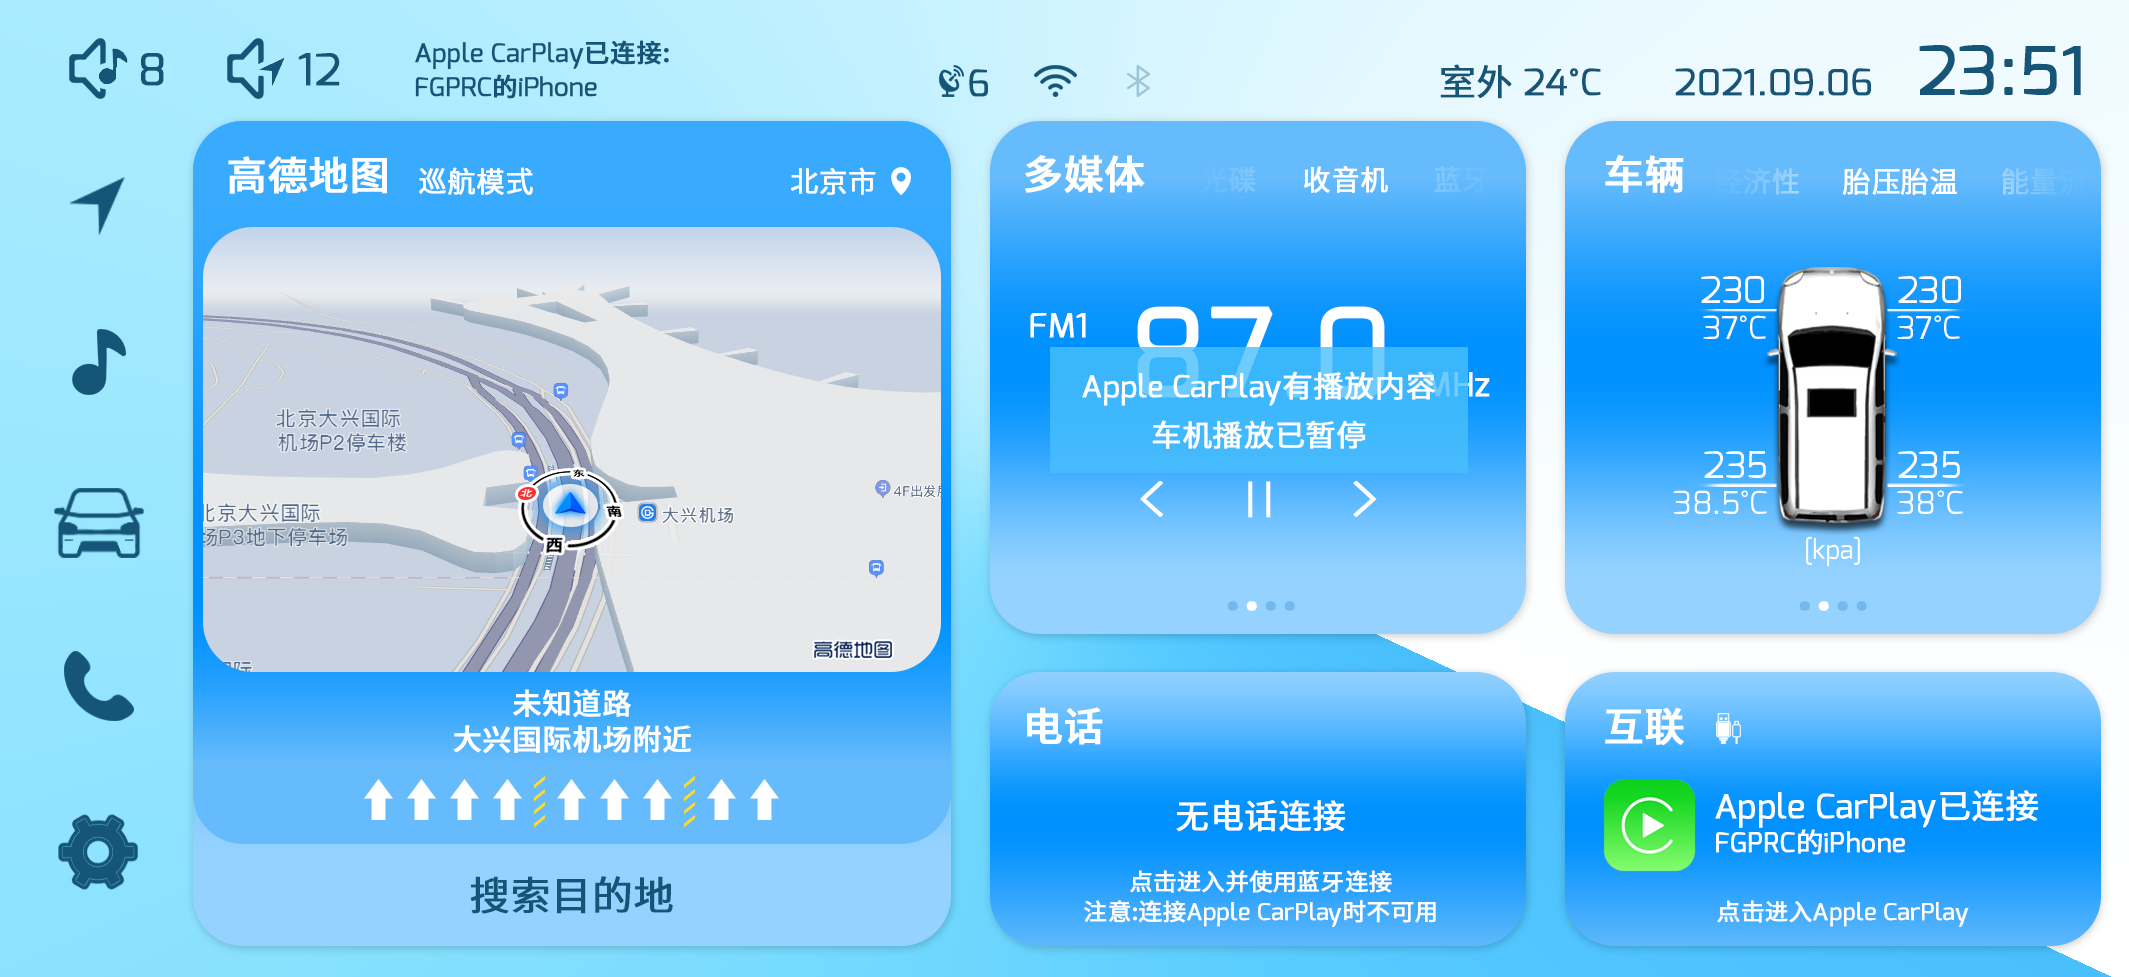 8
12
Apple CarPlay已连接:
FGPRC的iPhone
6
室外 24°C
2021.09.06
23:51
高德地图
巡航模式
北京市
北京大兴国际
机场P2停车楼
北京大兴国际
场P3地下停车场
东
北
南
西
大兴机场
4F出发
国际
高德地图
未知道路
大兴国际机场附近
搜索目的地
多媒体
光碟
收音机
蓝牙
FM1
87.0
MHz
Apple CarPlay有播放内容
车机播放已暂停
车辆
经济性
胎压胎温
能量流
230
37°C
230
37°C
235
38.5°C
235
38°C
[kpa]
电话
无电话连接
点击进入并使用蓝牙连接
注意:连接Apple CarPlay时不可用
互联
Apple CarPlay已连接
FGPRC的iPhone
点击进入Apple CarPlay